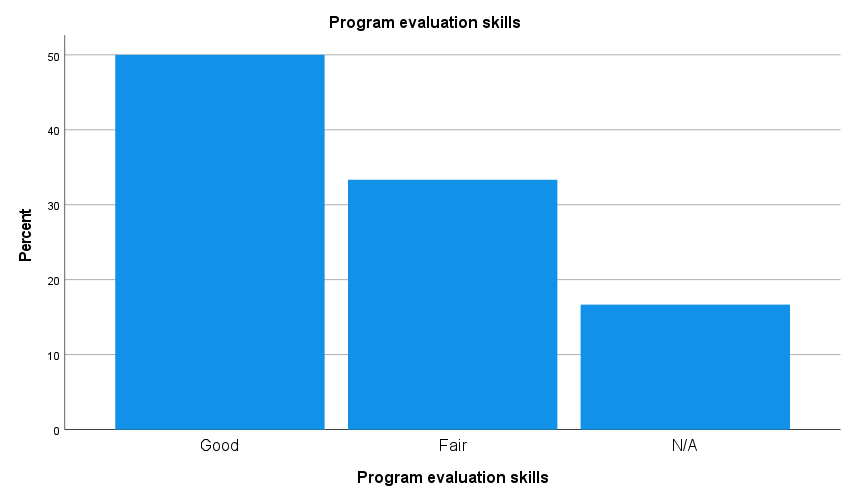 Program evaluation skills
50
40
30
20
10
0
Percent
Good Fair N/A
Program evaluation skills